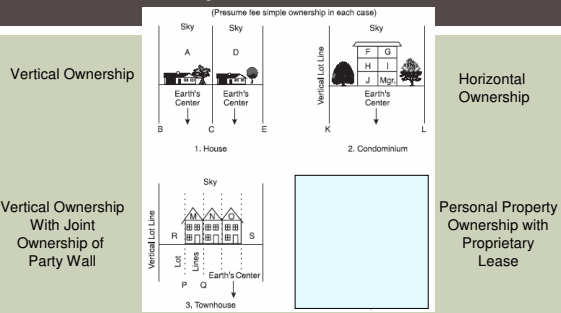 (Presume fee simple ownership in each case)
Vertical Ownership
Sky
A
D
Earth's
Center
Earth's
Center
B
C
E
1. House
Sky
Vertical Lot Line
F G
H I
J Mgr.
Earth's
Center
K
L
2. Condominium
Horizontal
Ownership
Vertical Ownership
With Joint
Ownership of
Party Wall
Sky
Vertical Lot Line
M N O
R
S
Lot
Lines
Earth's Center
P Q
3. Townhouse
Personal Property
Ownership with
Proprietary
Lease